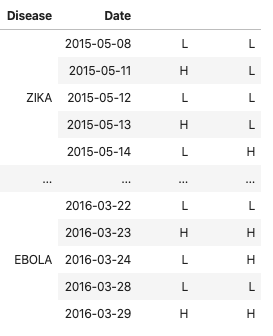 Disease Date
2015-05-08 L L
2015-05-11 H L
ZIKA 2015-05-12 L L
2015-05-13 H L
2015-05-14 L H
... ... ... ...
2016-03-22 L L
2016-03-23 H H
EBOLA 2016-03-24 L H
2016-03-28 L L
2016-03-29 H H